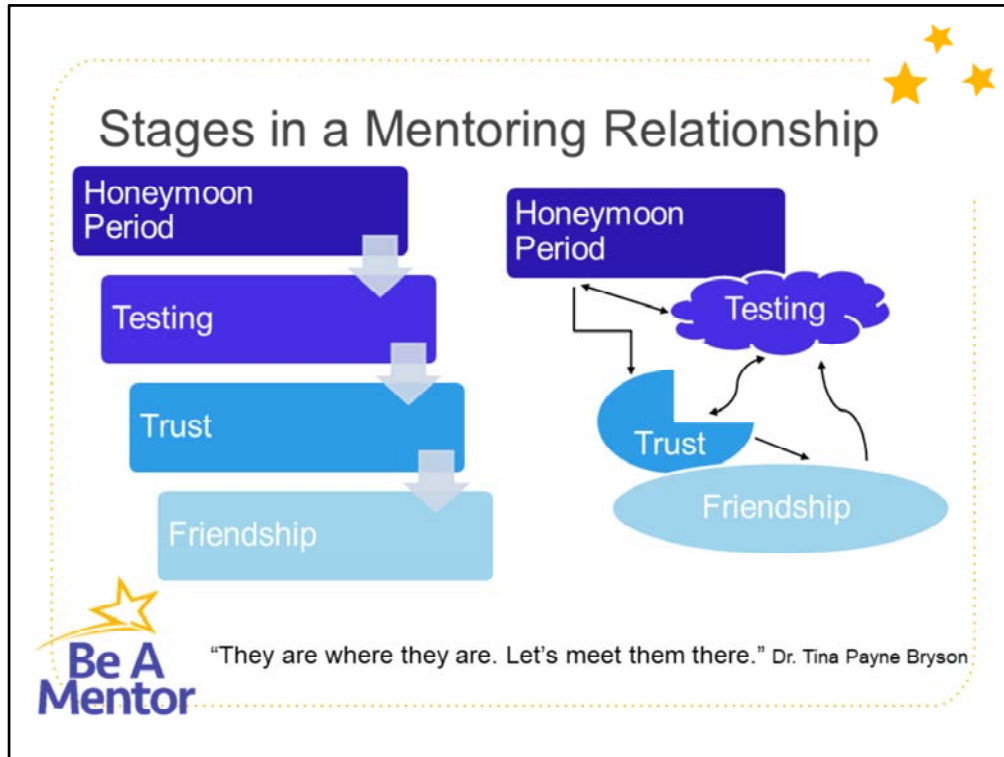 Stages in a Mentoring Relationship
Honeymoon
Period
Testing
Trust
Friendship
Honeymoon
Period
Testing
Trust
Friendship
Be A
Mentor
“They are where they are. Let’s meet them there.” Dr. Tina Payne Bryson